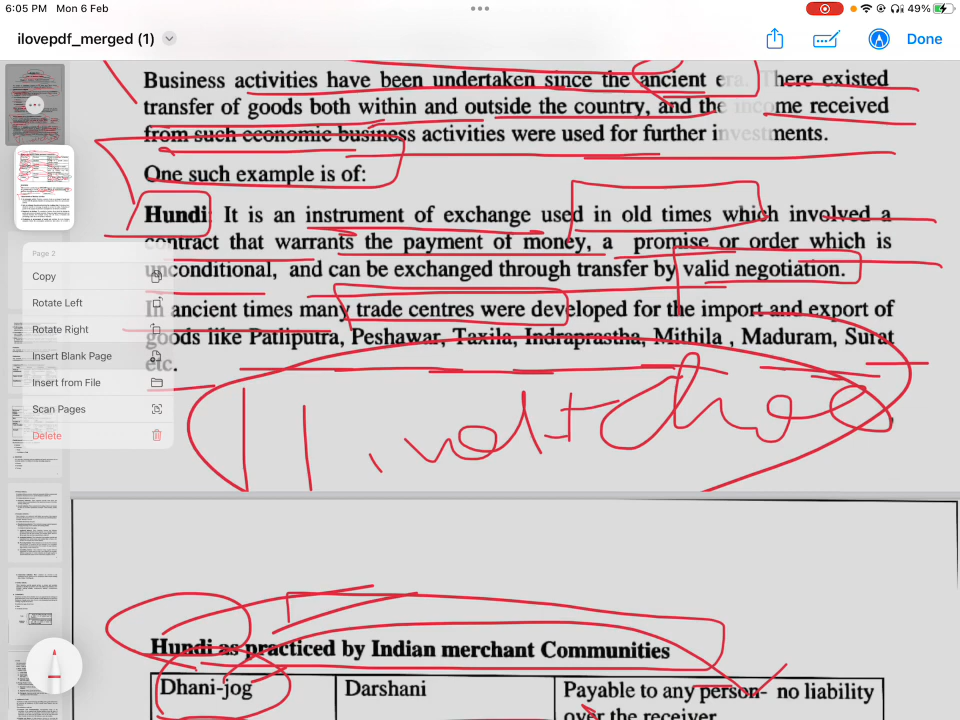 6:05 PM Mon 6 Feb
49%
ilovepdf_merged (1)
Done
Business activities have been undertaken since the ancient era. There existed
transfer of goods both within and outside the country, and the income received
from such economic business activities were used for further investments.
One such example is of:
Hundi: It is an instrument of exchange used in old times which involved a
contract that warrants the payment of money, a promise or order which is
unconditional, and can be exchanged through transfer by valid negotiation.
In ancient times many trade centres were developed for the import and export of
goods like Patliputra, Peshawar, Taxila, Indraprastha, Mithila , Maduram, Surat
etc.
Page 2
Copy
Rotate Left
Rotate Right
Insert Blank Page
Insert from File
Scan Pages
Delete
Hundi as practiced by Indian merchant Communities
Dhani-jog Darshani Payable to any person- no liability
over the receiver